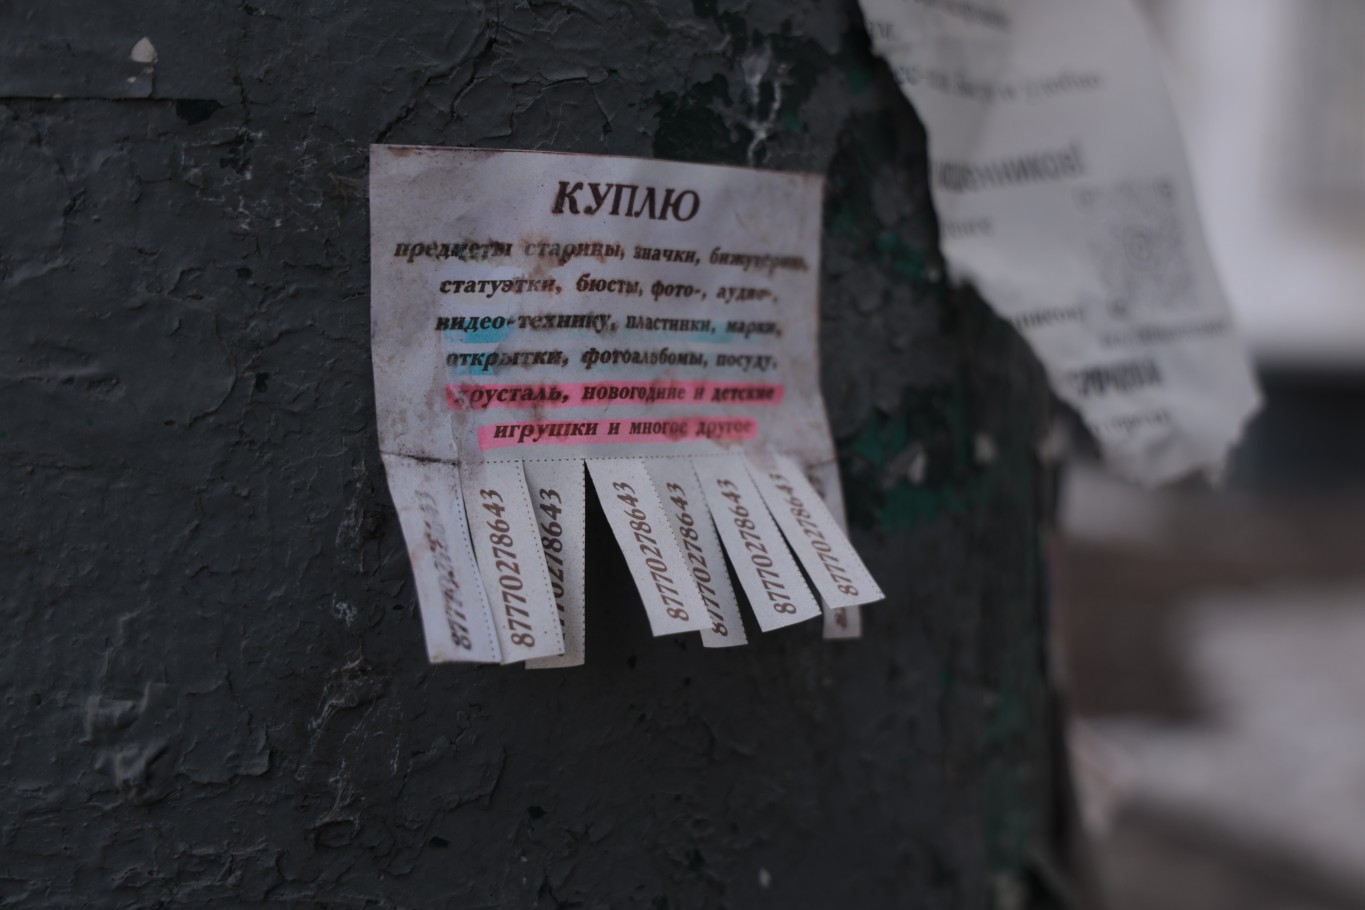 КУПЛЮ
предметы старины, значки, бижутерию,
статуэтки, бюсты, фото-, аудио-,
видео-технику, пластинки, марки,
открытки, фотоальбомы, посуду,
хрусталь, новогодние и детские
игрушки и многое другое
87770278643
87770278643
87770278643
87770278643
87770278643
87770278643
87770278643